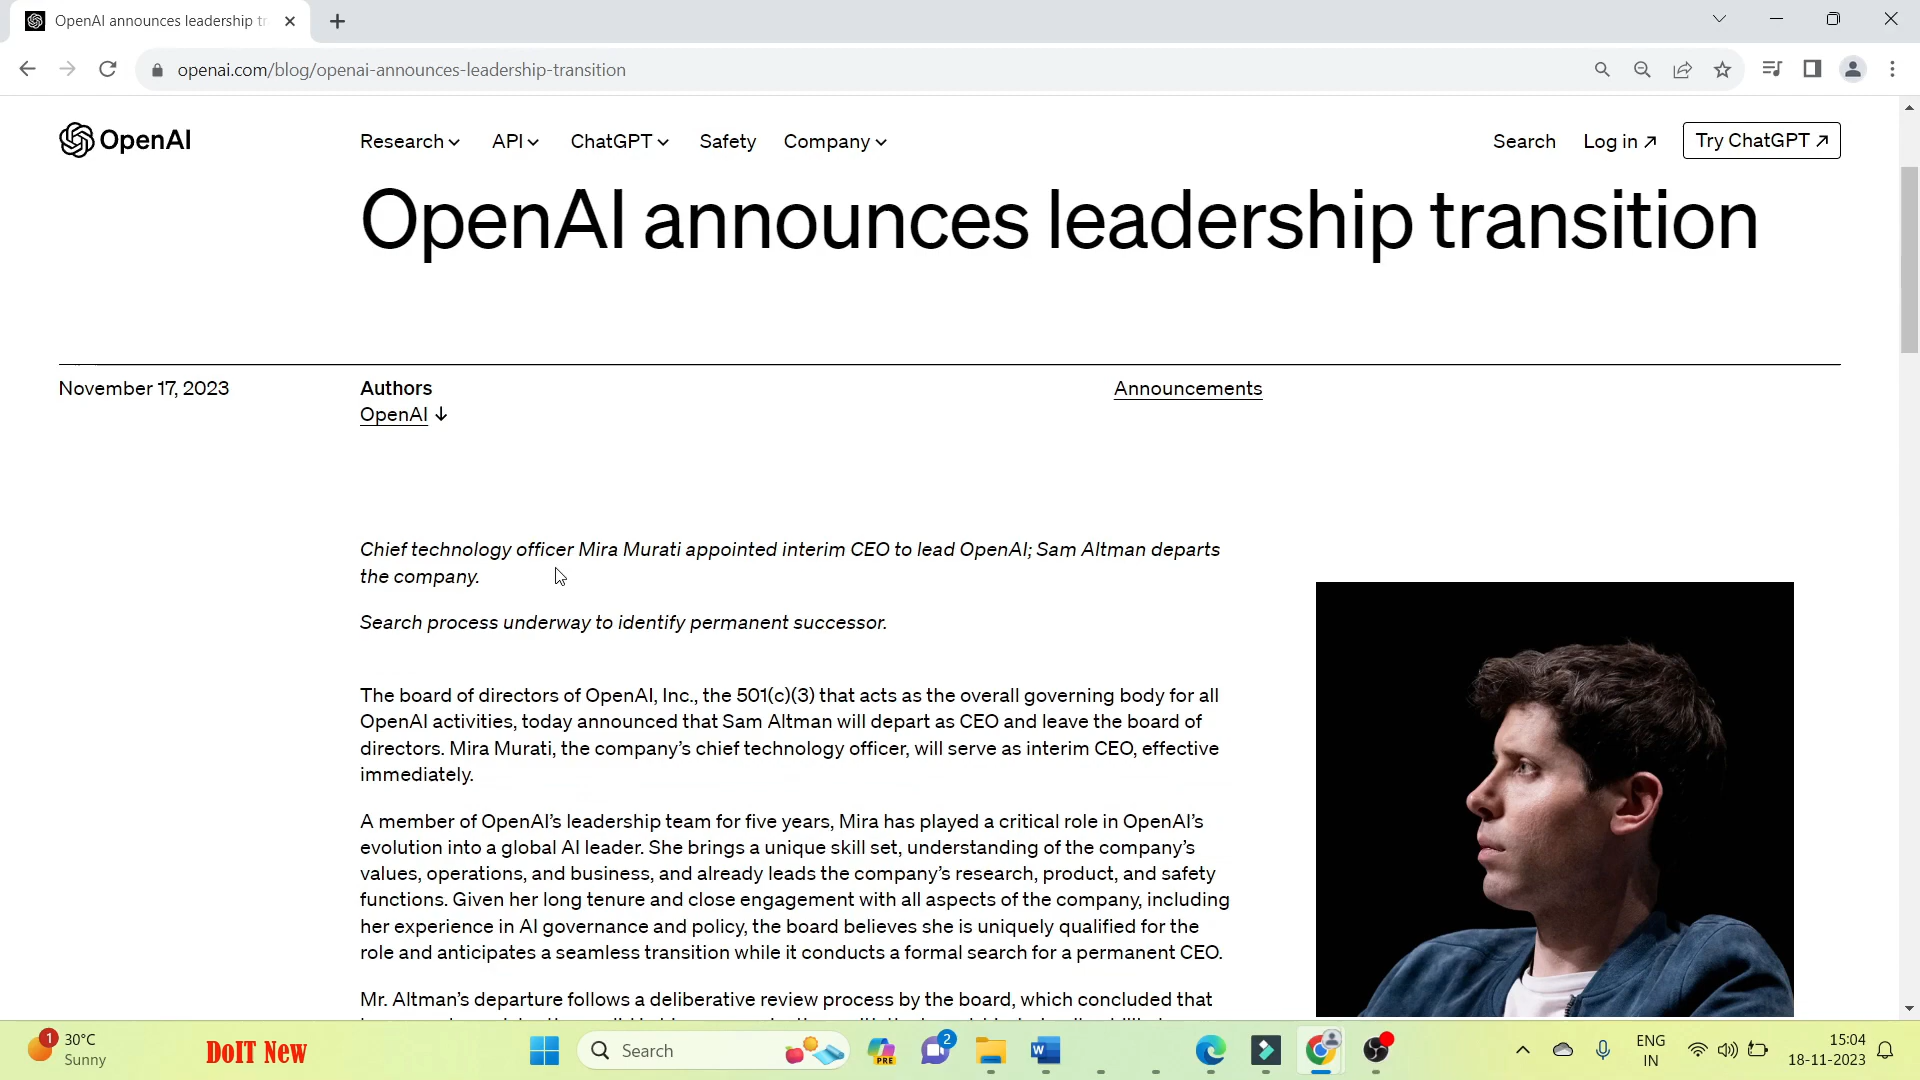 OpenAI announces leadership tr
openai.com/blog/openai-announces-leadership-transition
OpenAI
Research
API
ChatGPT
Safety
Company
Search
Log in ↗
Try ChatGPT ↗
OpenAI announces leadership transition
November 17, 2023
Authors
OpenAI ↓
Announcements
Chief technology officer Mira Murati appointed interim CEO to lead OpenAI; Sam Altman departs
the company.
Search process underway to identify permanent successor.
The board of directors of OpenAI, Inc., the 501(c)(3) that acts as the overall governing body for all
OpenAI activities, today announced that Sam Altman will depart as CEO and leave the board of
directors. Mira Murati, the company’s chief technology officer, will serve as interim CEO, effective
immediately.
A member of OpenAI’s leadership team for five years, Mira has played a critical role in OpenAI’s
evolution into a global AI leader. She brings a unique skill set, understanding of the company’s
values, operations, and business, and already leads the company’s research, product, and safety
functions. Given her long tenure and close engagement with all aspects of the company, including
her experience in AI governance and policy, the board believes she is uniquely qualified for the
role and anticipates a seamless transition while it conducts a formal search for a permanent CEO.
Mr. Altman’s departure follows a deliberative review process by the board, which concluded that
1
30°C
Sunny
DoIT New
Search
PRE
2
W
ENG
IN
15:04
18-11-2023